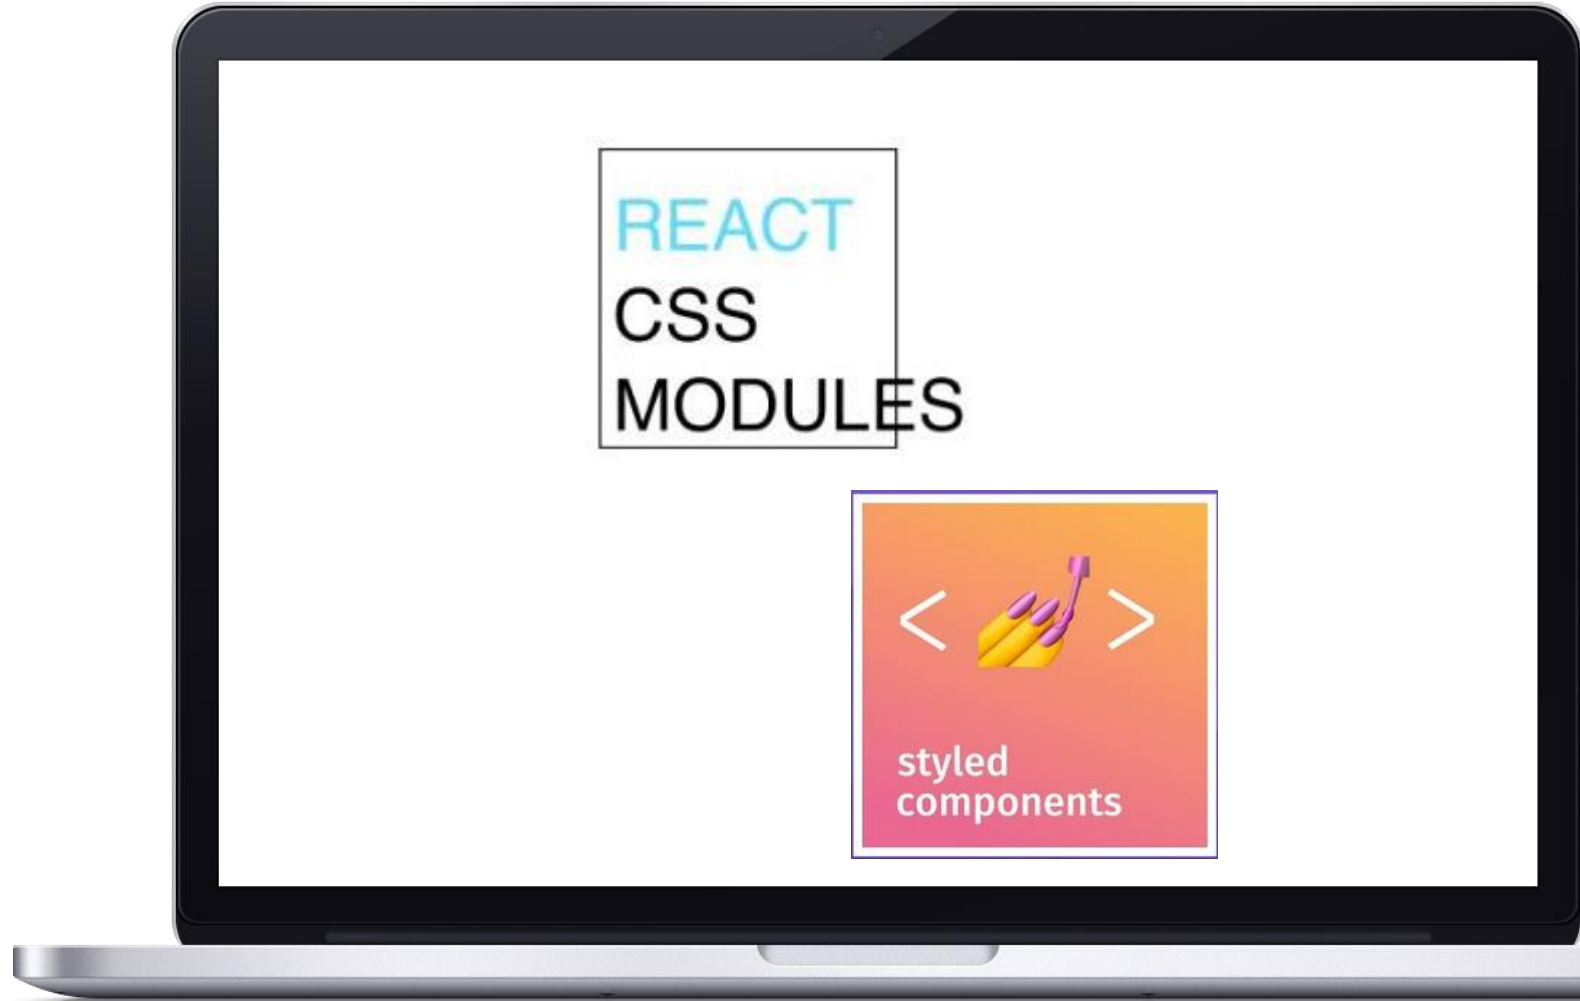 REACT
CSS
MODULES
< 💅 >
styled
components